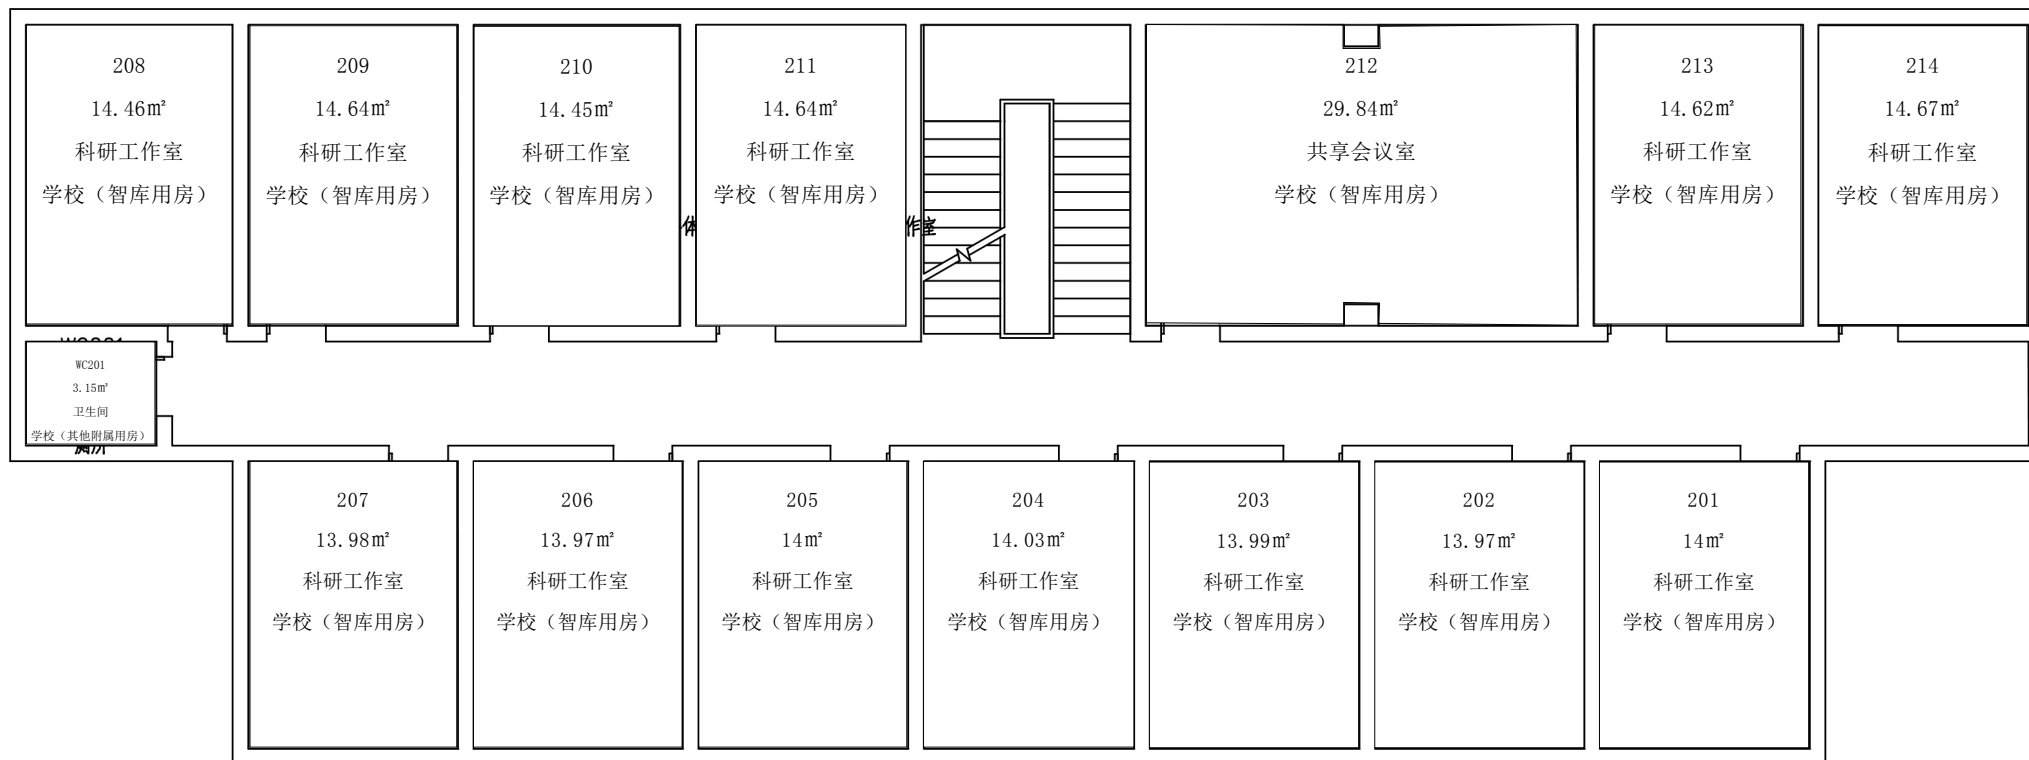 208
14.46㎡
科研工作室
学校（智库用房）
209
14.64㎡
科研工作室
学校（智库用房）
210
14.45㎡
科研工作室
学校（智库用房）
211
14.64㎡
科研工作室
学校（智库用房）
作室
212
29.84㎡
共享会议室
学校（智库用房）
213
14.62㎡
科研工作室
学校（智库用房）
214
14.67㎡
科研工作室
学校（智库用房）
WC201
3.15㎡
卫生间
学校（其他附属用房）
207
13.98㎡
科研工作室
学校（智库用房）
206
13.97㎡
科研工作室
学校（智库用房）
205
14㎡
科研工作室
学校（智库用房）
204
14.03㎡
科研工作室
学校（智库用房）
203
13.99㎡
科研工作室
学校（智库用房）
202
13.97㎡
科研工作室
学校（智库用房）
201
14㎡
科研工作室
学校（智库用房）